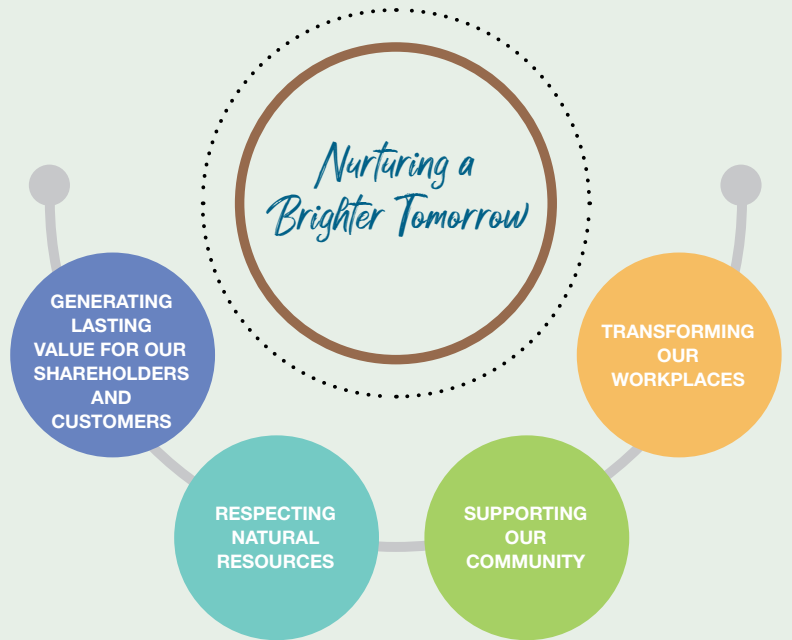 Nurturing a
Brighter Tomorrow
GENERATING
LASTING
VALUE FOR OUR
SHAREHOLDERS
AND
CUSTOMERS
RESPECTING
NATURAL
RESOURCES
SUPPORTING
OUR
COMMUNITY
TRANSFORMING
OUR
WORKPLACES